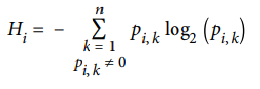 H_i = − ∑_{k = 1, p_{i,k} ≠ 0}^{n} p_{i,k} log_2 (p_{i,k})